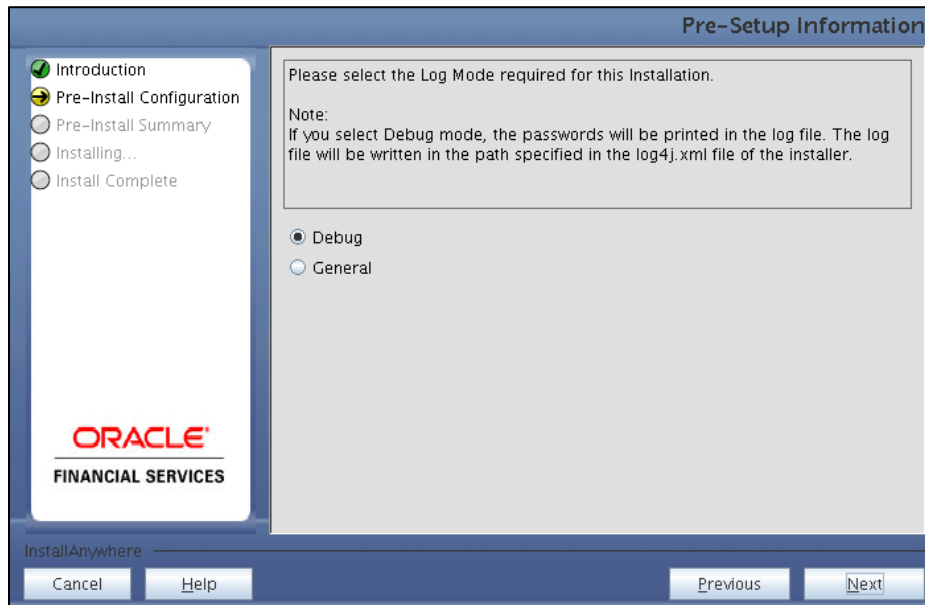 Pre-Setup Information
Introduction
Pre-Install Configuration
Pre-Install Summary
Installing...
Install Complete
Please select the Log Mode required for this Installation.
Note:
If you select Debug mode, the passwords will be printed in the log file. The log
file will be written in the path specified in the log4j.xml file of the installer.
Debug
General
ORACLE
FINANCIAL SERVICES
InstallAnywhere
Cancel
Help
Previous
Next